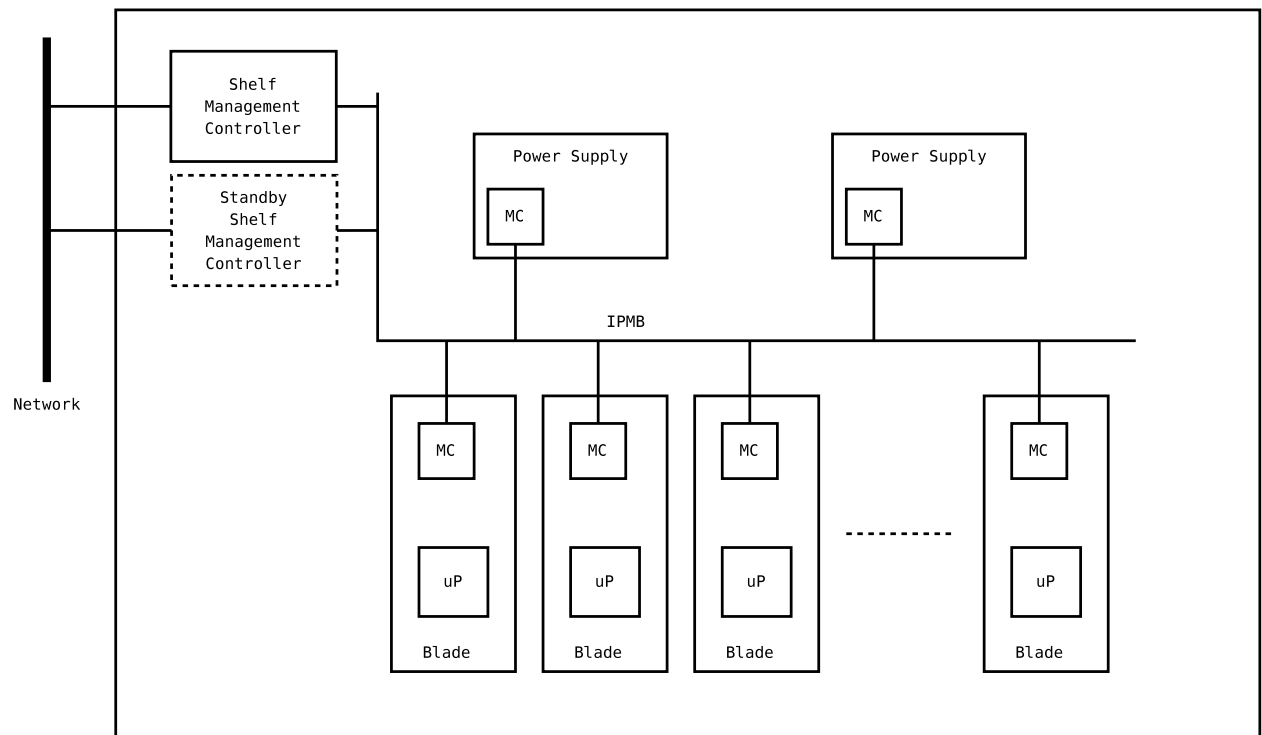 Shelf
Management
Controller
Standby
Shelf
Management
Controller
Network
Power Supply
MC
Power Supply
MC
IPMB
MC
uP
Blade
MC
uP
Blade
MC
uP
Blade
MC
uP
Blade